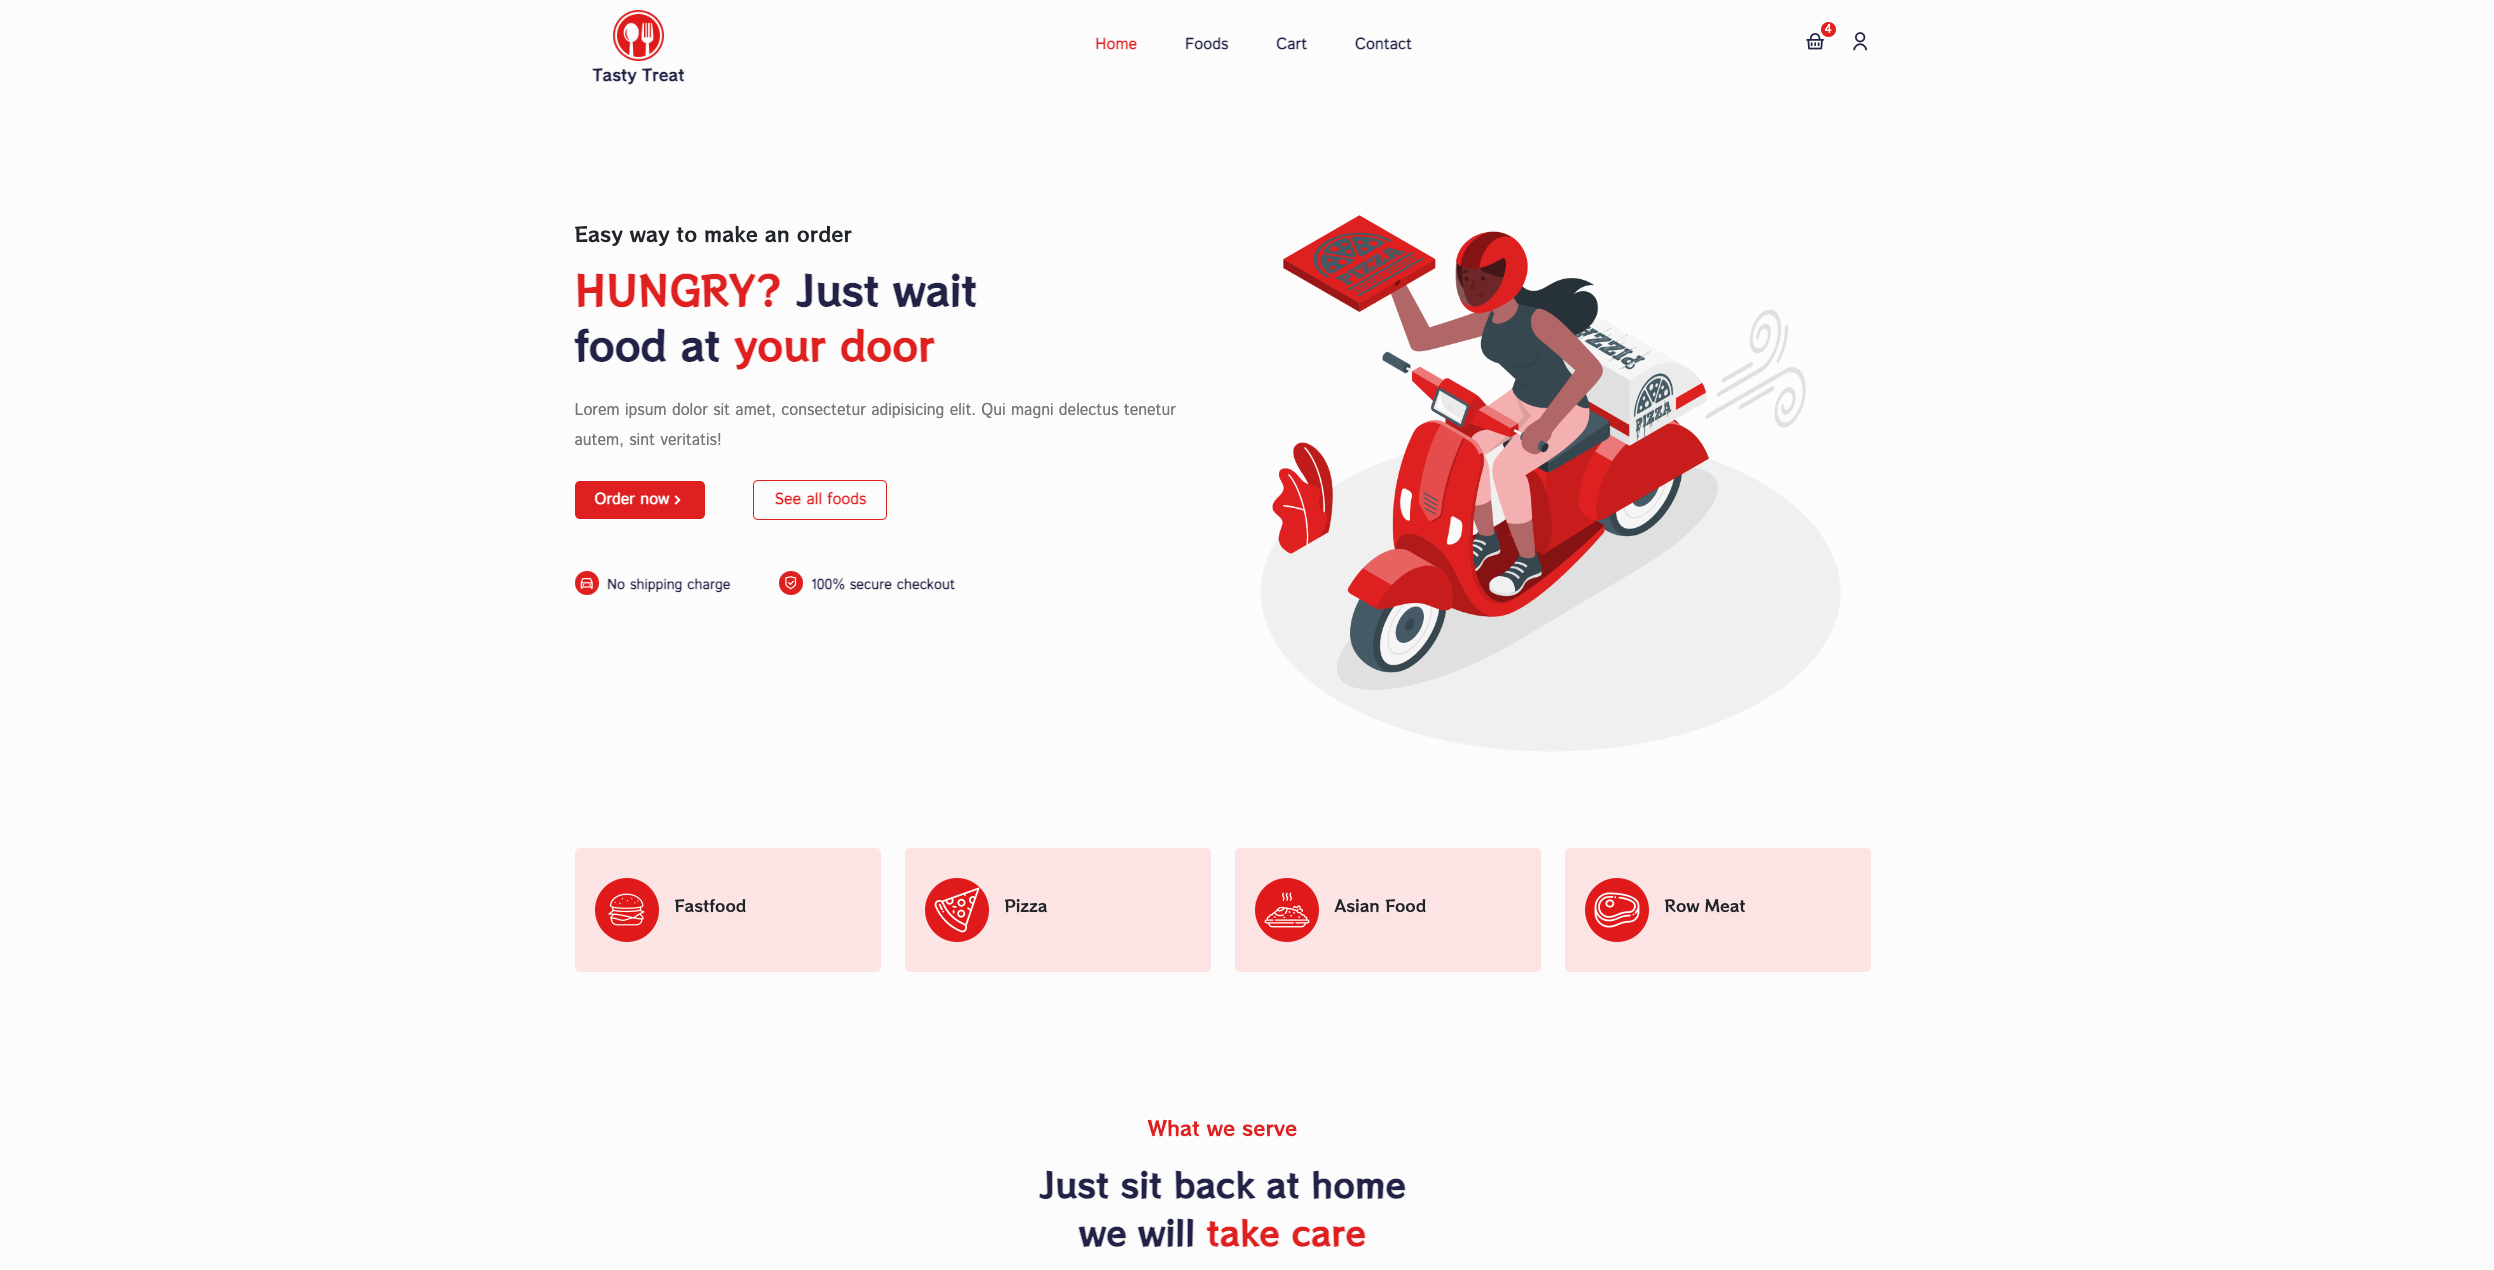 Tasty Treat
Home Foods Cart Contact
4
Easy way to make an order
HUNGRY? Just wait
food at your door
Lorem ipsum dolor sit amet, consectetur adipisicing elit. Qui magni delectus tenetur
autem, sint veritatis!
Order now
See all foods
No shipping charge
100% secure checkout
PIZZA
PIZZA
PIZZA
Fastfood
Pizza
Asian Food
Row Meat
What we serve
Just sit back at home
we will take care